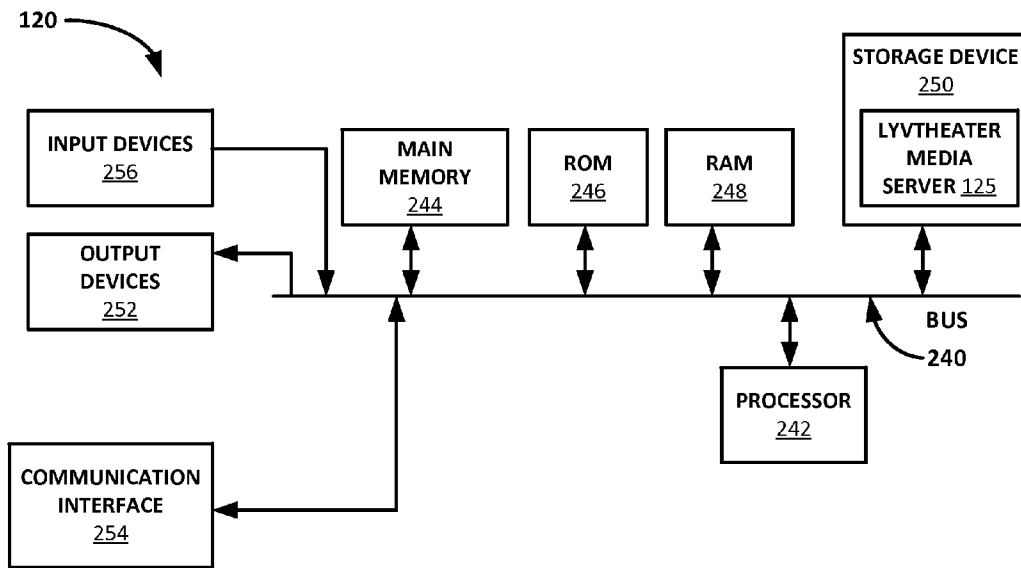 120
INPUT DEVICES
256
OUTPUT
DEVICES
252
COMMUNICATION
INTERFACE
254
MAIN
MEMORY
244
ROM
246
RAM
248
STORAGE DEVICE
250
LYVTHEATER
MEDIA
SERVER 125
BUS
240
PROCESSOR
242